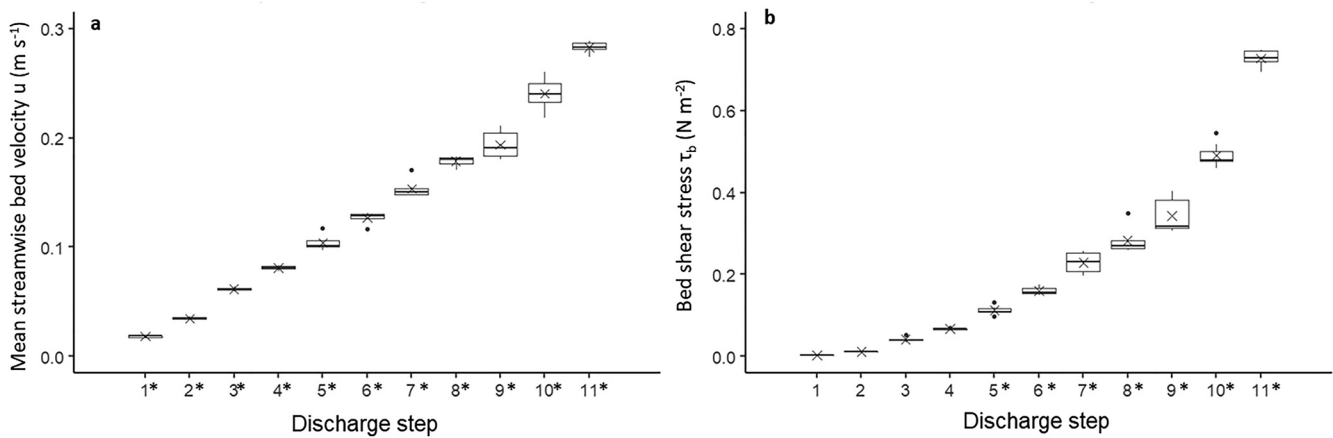 a
Mean streamwise bed velocity u (m s⁻¹)
0.3
0.2
0.1
0.0
1* 2* 3* 4* 5* 6* 7* 8* 9* 10* 11*
Discharge step
b
Bed shear stress τb (N m⁻²)
0.8
0.6
0.4
0.2
0.0
1 2 3 4 5* 6* 7* 8* 9* 10* 11*
Discharge step